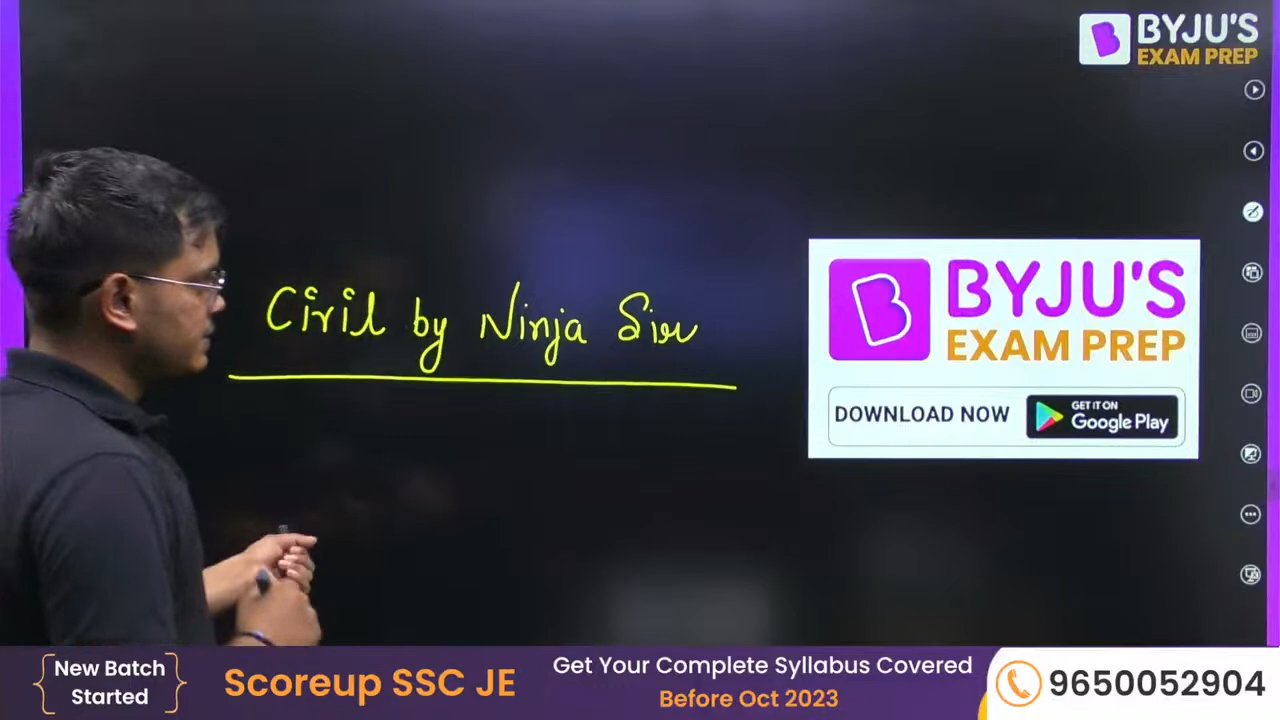 BYJU'S
EXAM PREP
Civil by Ninja Sir
BYJU'S
EXAM PREP
DOWNLOAD NOW
GET IT ON
Google Play
New Batch
Started
Scoreup SSC JE
Get Your Complete Syllabus Covered
Before Oct 2023
9650052904